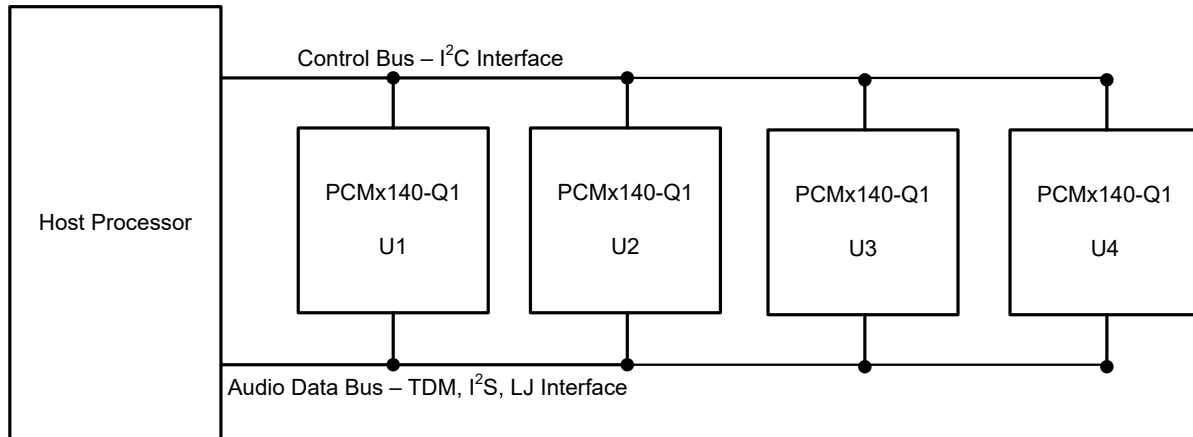 Control Bus – I²C Interface
Host Processor
PCMx140-Q1
U1
PCMx140-Q1
U2
PCMx140-Q1
U3
PCMx140-Q1
U4
Audio Data Bus – TDM, I²S, LJ Interface